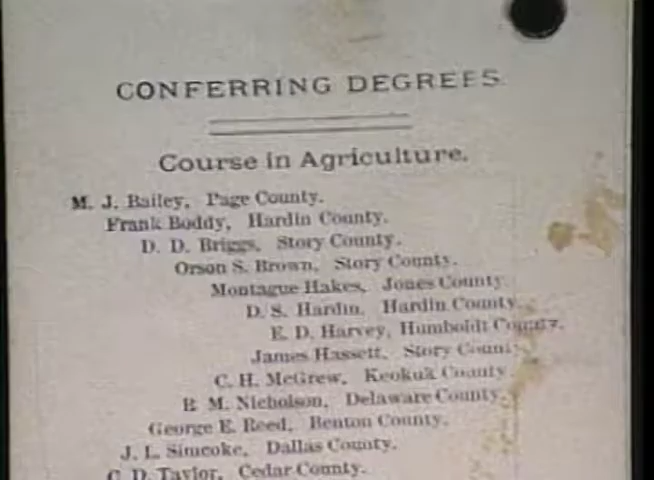 CONFERRING DEGREES
Course in Agriculture.
M. J. Bailey, Page County.
Frank Boddy, Hardin County.
D. D. Briggs, Story County.
Orson S. Brown, Story County.
Montague Hakes, Jones County.
D. S. Hardin, Hardin County.
E. D. Harvey, Humboldt County.
James Hassett, Story County
C. H. McGrew, Keokuk County
B. M. Nicholson, Delaware County.
George E. Reed, Benton County.
J. L. Simcoke, Dallas County.
C. D. Taylor, Cedar County.